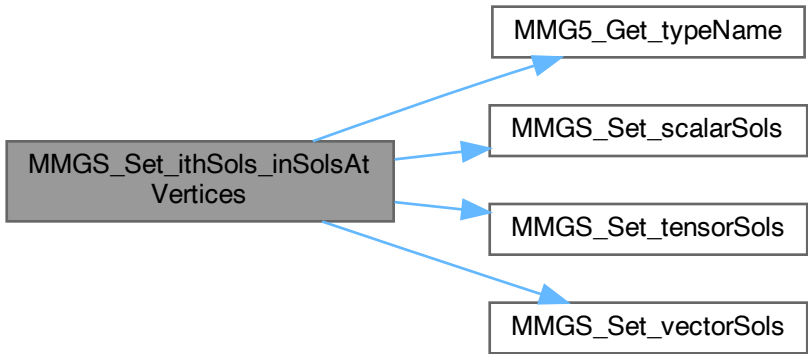 MMG5_Get_typeName
MMGS_Set_scalarSols
MMGS_Set_ithSols_inSolsAt
Vertices
MMGS_Set_tensorSols
MMGS_Set_vectorSols